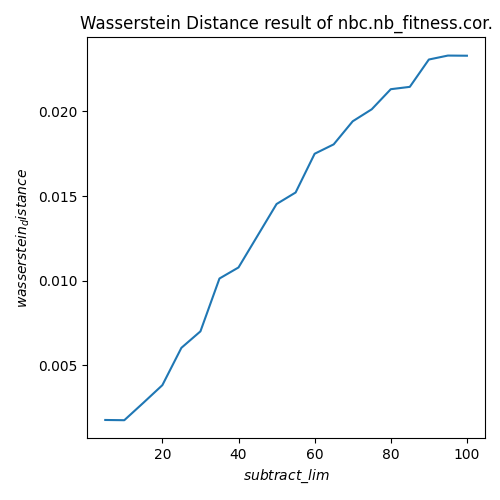 Wasserstein Distance result of nbc.nb_fitness.cor.
0.020
0.015
0.010
0.005
wasserstein_distance
20 40 60 80 100
subtract_lim